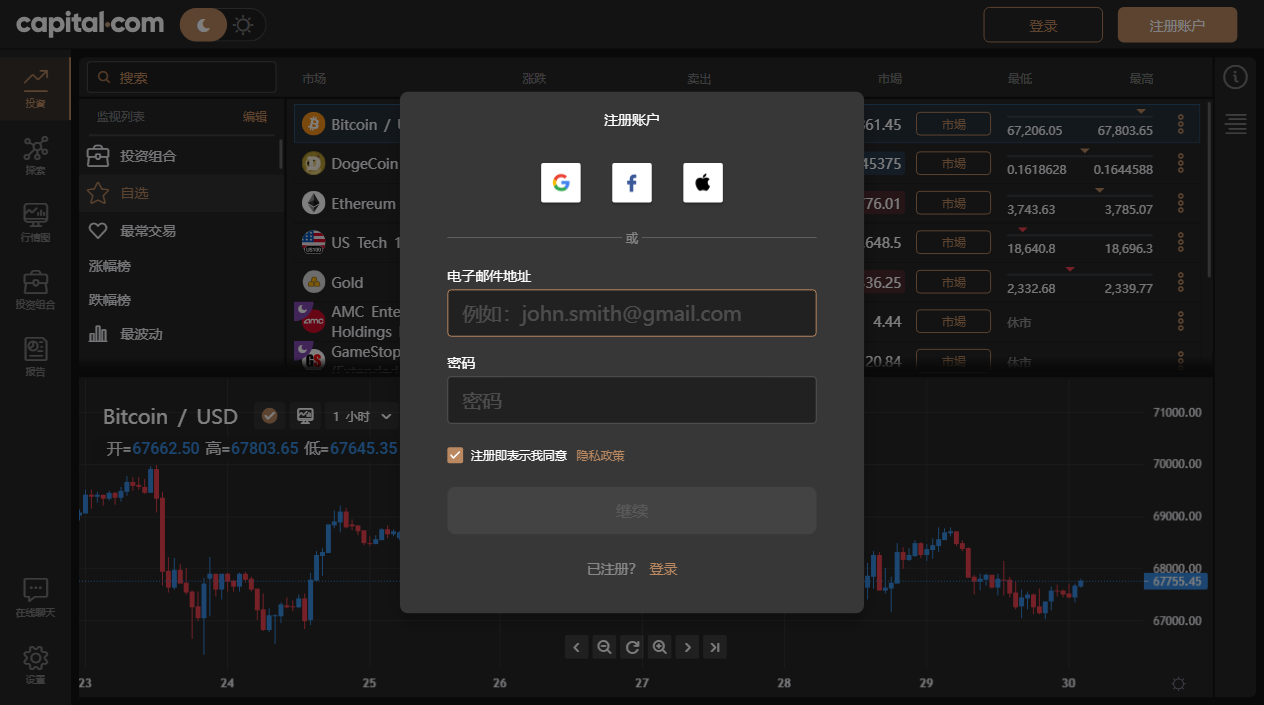 capital.com
登录
注册账户
搜索
市场
涨跌
卖出
市場
最低
最高
投資
监视列表
编辑
投资组合
自选
最常交易
涨幅榜
跌幅榜
最波动
探索
行情图
投资组合
报告
Bitcoin /
61.45
市場
67,206.05
67,803.65
DogeCoin
45375
市場
0.1618628
0.1644588
Ethereum
76.01
市場
3,743.63
3,785.07
US Tech 1
648.5
市場
18,640.8
18,696.3
Gold
36.25
市場
2,332.68
2,339.77
AMC Ente
Holdings
4.44
市場
休市
GameStop
20.84
市場
休市
注册账户
或
电子邮件地址
例如：john.smith@gmail.com
密码
密码
注册即表示我同意 隐私政策
继续
已注册？ 登录
Bitcoin / USD
1 小时
开=67662.50 高=67803.65 低=67645.35
71000.00
70000.00
69000.00
68000.00
67755.45
67000.00
23
24
25
26
27
28
29
30
在线聊天
设置